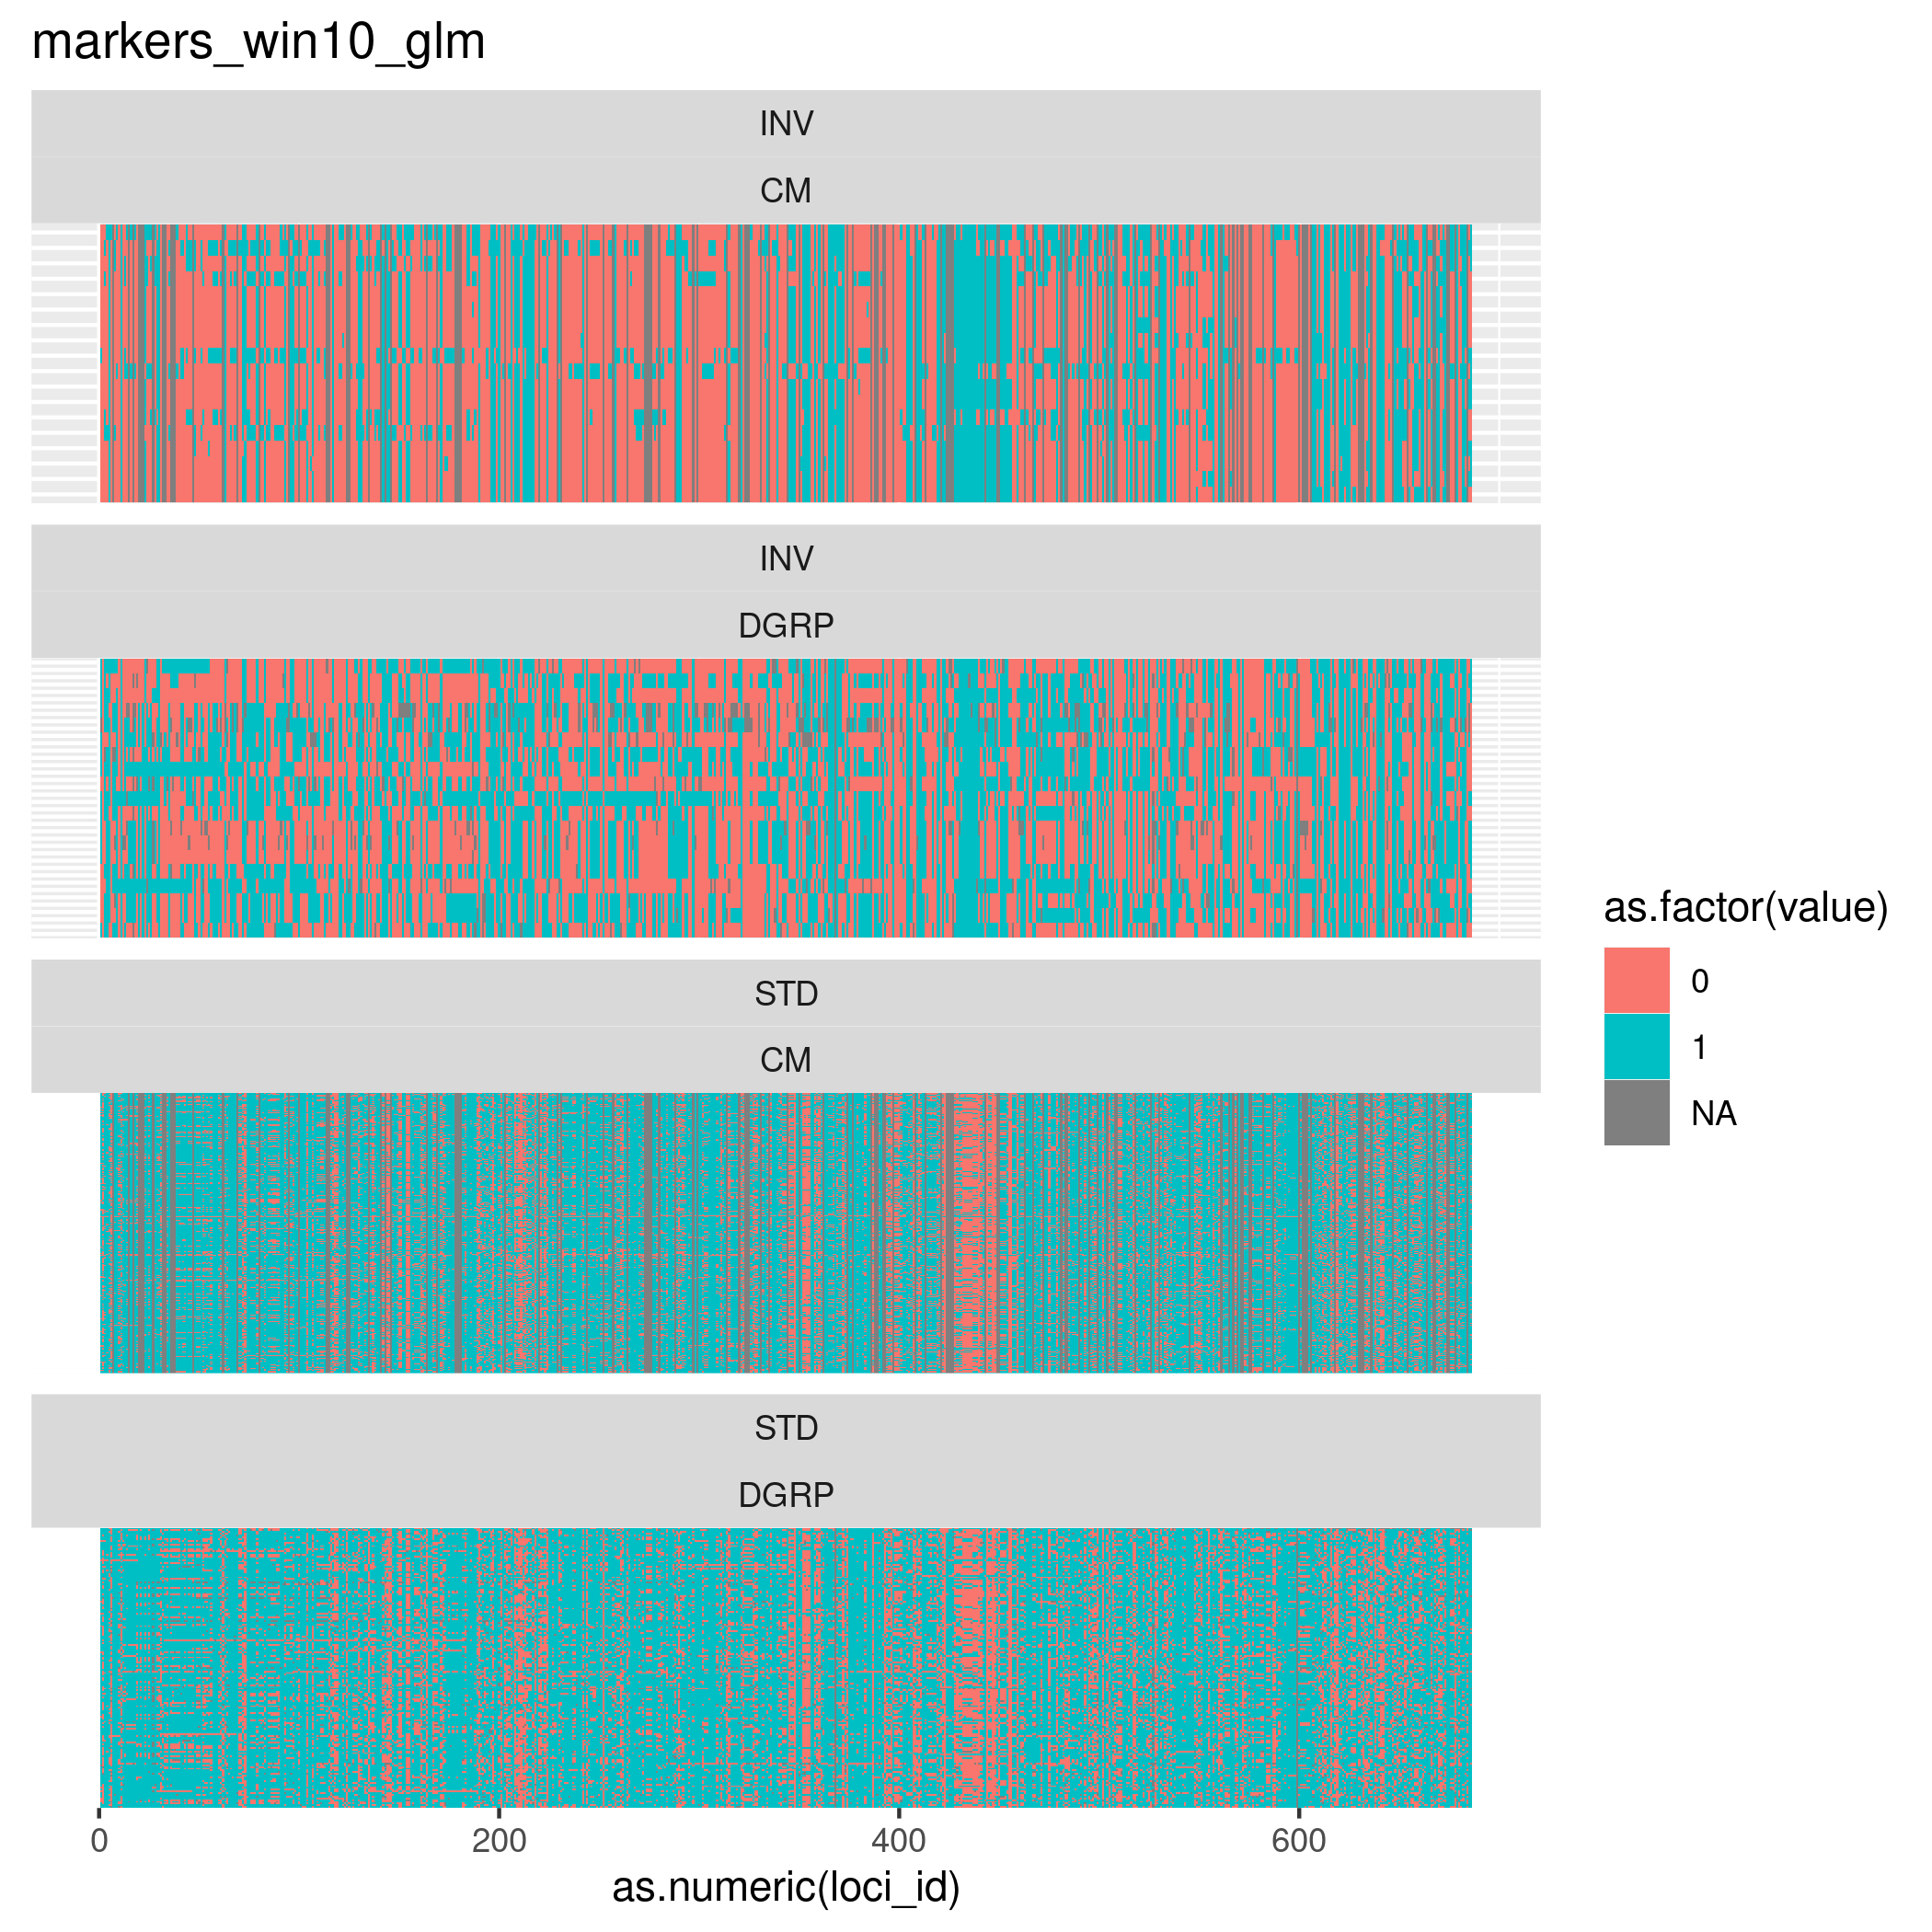 markers_win10_glm
INV
CM
INV
DGRP
STD
CM
STD
DGRP
as.factor(value)
0
1
NA
0 200 400 600
as.numeric(loci_id)